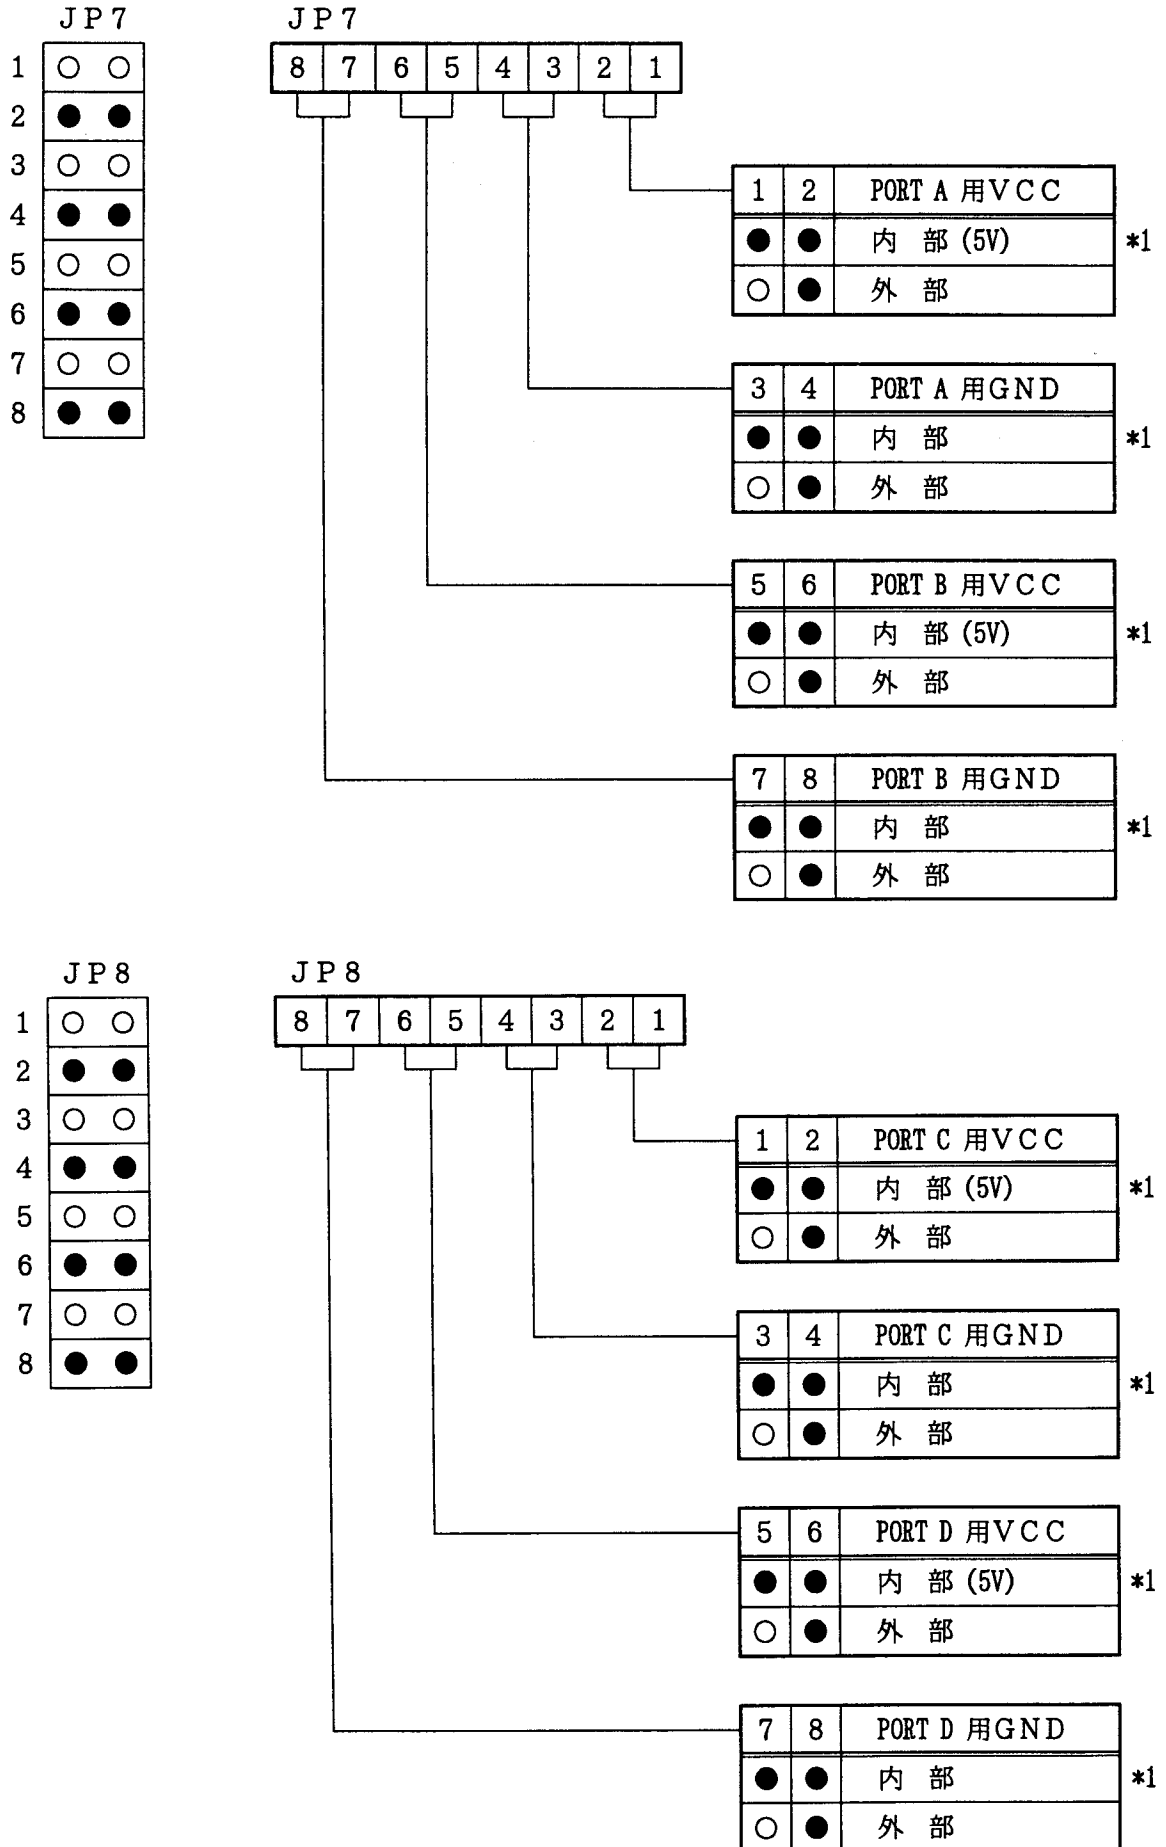 JP7
1 ○ ○
2 ● ●
3 ○ ○
4 ● ●
5 ○ ○
6 ● ●
7 ○ ○
8 ● ●
JP7
8 7 6 5 4 3 2 1
1 2 PORT A 用VCC
● ● 内 部 (5V) *1
○ ● 外 部
3 4 PORT A 用GND
● ● 内 部 *1
○ ● 外 部
5 6 PORT B 用VCC
● ● 内 部 (5V) *1
○ ● 外 部
7 8 PORT B 用GND
● ● 内 部 *1
○ ● 外 部
JP8
1 ○ ○
2 ● ●
3 ○ ○
4 ● ●
5 ○ ○
6 ● ●
7 ○ ○
8 ● ●
JP8
8 7 6 5 4 3 2 1
1 2 PORT C 用VCC
● ● 内 部 (5V) *1
○ ● 外 部
3 4 PORT C 用GND
● ● 内 部 *1
○ ● 外 部
5 6 PORT D 用VCC
● ● 内 部 (5V) *1
○ ● 外 部
7 8 PORT D 用GND
● ● 内 部 *1
○ ● 外 部